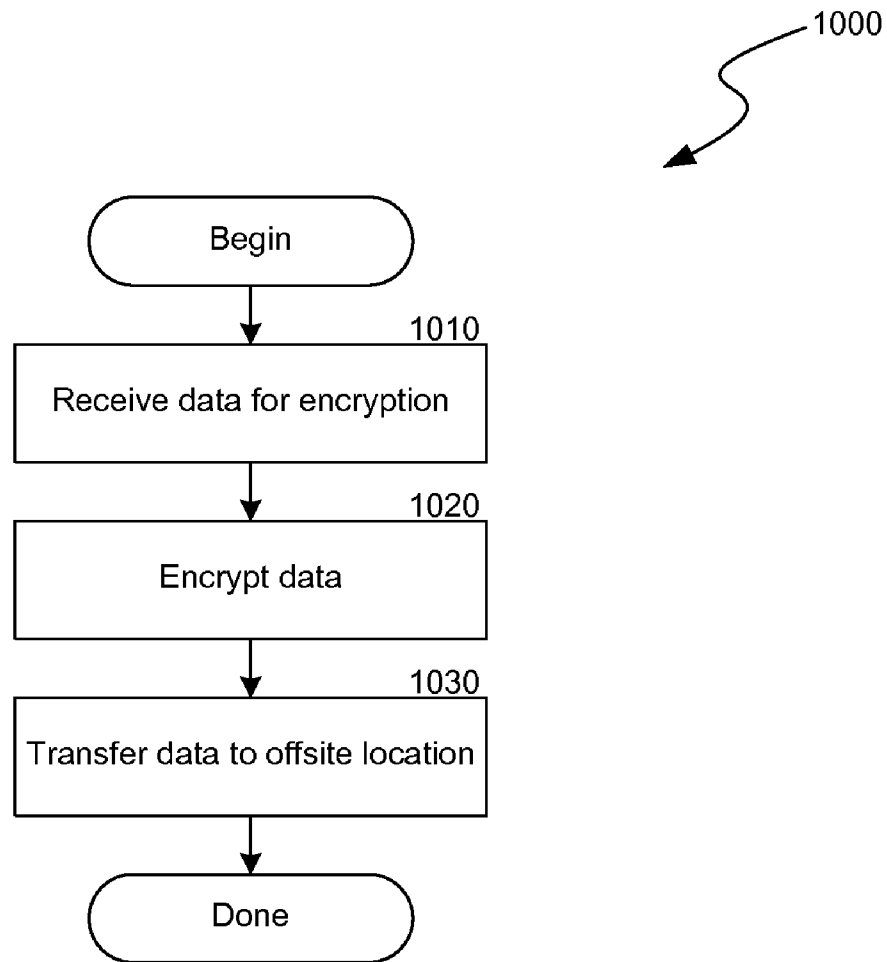 1000
Begin
1010
Receive data for encryption
1020
Encrypt data
1030
Transfer data to offsite location
Done